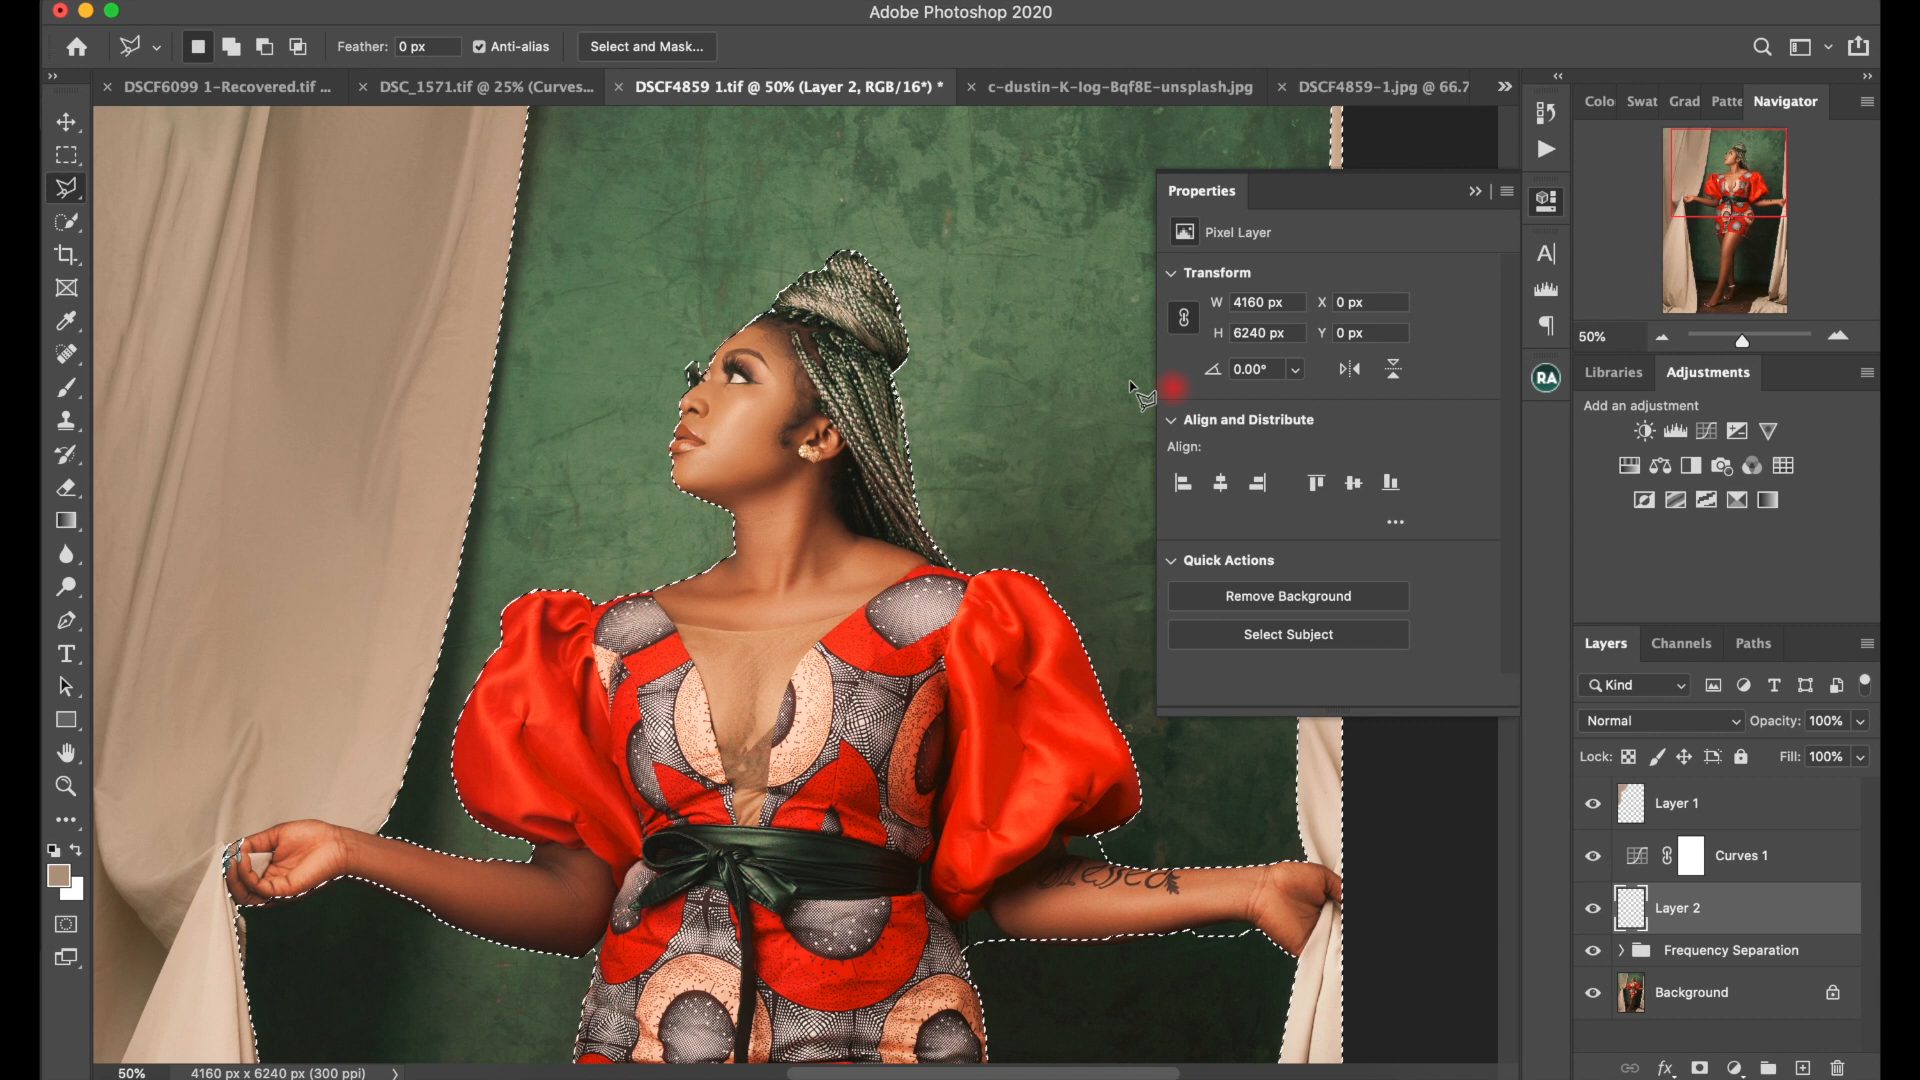 Adobe Photoshop 2020
Feather: 0 px Anti-alias Select and Mask...
DSCF6099 1-Recovered.tif ...
DSC_1571.tif @ 25% (Curves...
DSCF4859 1.tif @ 50% (Layer 2, RGB/16*) *
c-dustin-K-Iog-Bqf8E-unsplash.jpg
DSCF4859-1.jpg @ 66.7
Colo Swat Grad Patte Navigator
Properties
Pixel Layer
Transform
W 4160 px X 0 px
H 6240 px Y 0 px
0.00°
Align and Distribute
Align:
Quick Actions
Remove Background
Select Subject
50%
RA
Libraries Adjustments
Add an adjustment
Layers Channels Paths
Kind
Normal Opacity: 100%
Lock: Fill: 100%
Layer 1
Curves 1
Layer 2
Frequency Separation
Background
fx
Blessed
50% 4160 px x 6240 px (300 ppi)